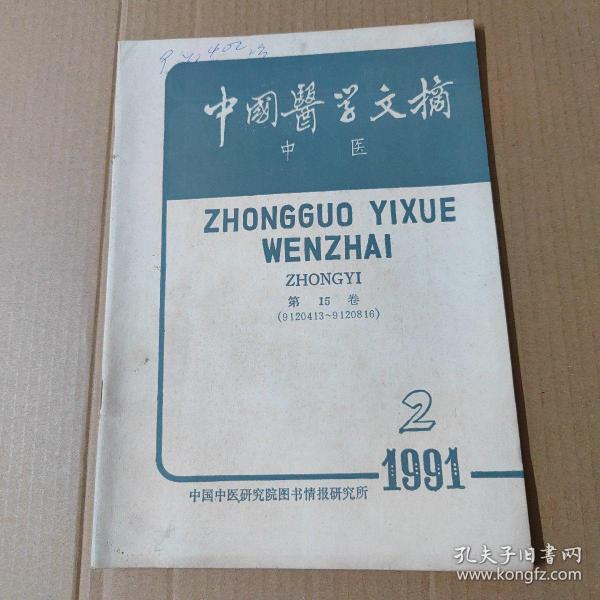 中國醫学文摘
中 医
ZHONGGUO YIXUE
WENZHAI
ZHONGYI
第 15 卷
(9120413~9120816)
2
1991
中国中医研究院图书情报研究所
孔夫子旧书网
www.kongfz.com